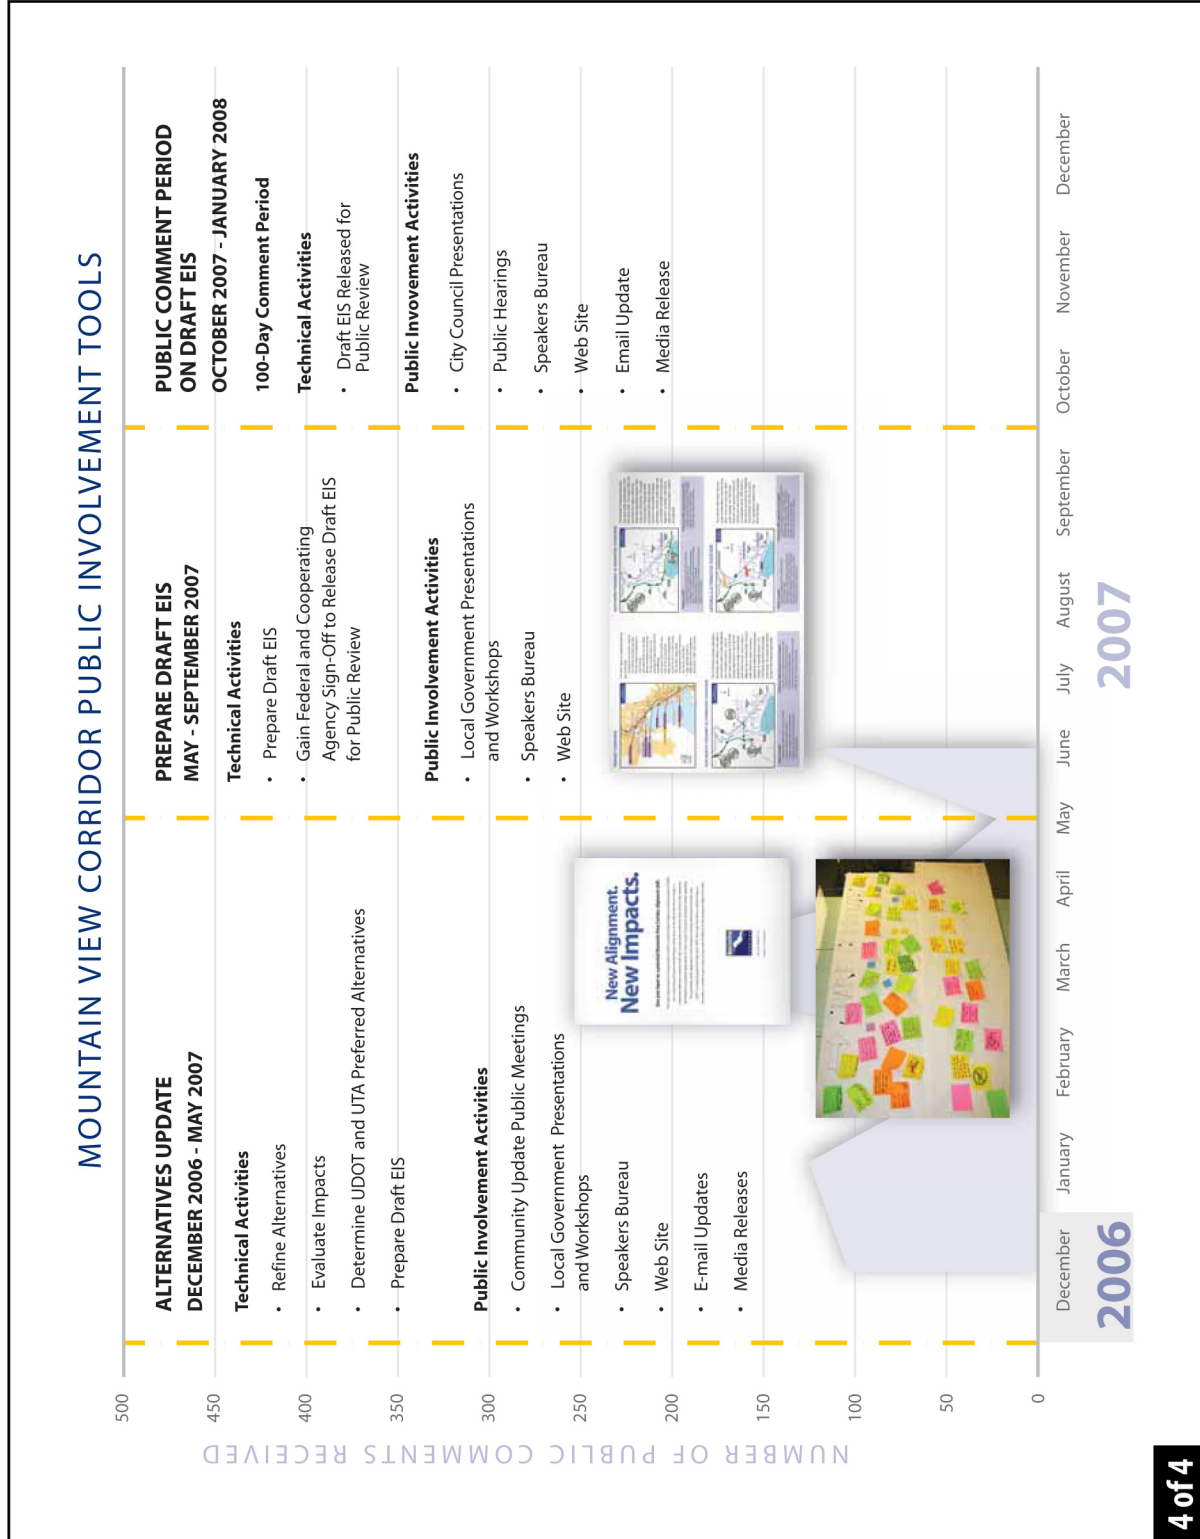 MOUNTAIN VIEW CORRIDOR PUBLIC INVOLVEMENT TOOLS
NUMBER OF PUBLIC COMMENTS RECEIVED
500
450
400
350
300
250
200
150
100
50
0
ALTERNATIVES UPDATE
DECEMBER 2006 - MAY 2007
Technical Activities
• Refine Alternatives
• Evaluate Impacts
• Determine UDOT and UTA Preferred Alternatives
• Prepare Draft EIS
Public Involvement Activities
• Community Update Public Meetings
• Local Government Presentations
and Workshops
• Speakers Bureau
• Web Site
• E-mail Updates
• Media Releases
New Alignment.
New Impacts.
PREPARE DRAFT EIS
MAY - SEPTEMBER 2007
Technical Activities
• Prepare Draft EIS
• Gain Federal and Cooperating
Agency Sign-Off to Release Draft EIS
for Public Review
Public Involvement Activities
• Local Government Presentations
and Workshops
• Speakers Bureau
• Web Site
PUBLIC COMMENT PERIOD
ON DRAFT EIS
OCTOBER 2007 - JANUARY 2008
100-Day Comment Period
Technical Activities
• Draft EIS Released for
Public Review
Public Invovement Activities
• City Council Presentations
• Public Hearings
• Speakers Bureau
• Web Site
• Email Update
• Media Release
December January February March April May June July August September October November December
2006 2007
4 of 4